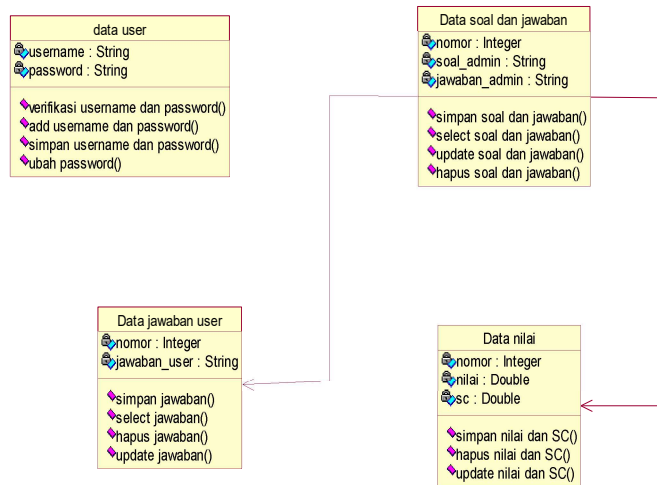 data user
username : String
password : String
verifikasi username dan password()
add username dan password()
simpan username dan password()
ubah password()
Data soal dan jawaban
nomor : Integer
soal_admin : String
jawaban_admin : String
simpan soal dan jawaban()
select soal dan jawaban()
update soal dan jawaban()
hapus soal dan jawaban()
Data jawaban user
nomor : Integer
jawaban_user : String
simpan jawaban()
select jawaban()
hapus jawaban()
update jawaban()
Data nilai
nomor : Integer
nilai : Double
sc : Double
simpan nilai dan SC()
hapus nilai dan SC()
update nilai dan SC()